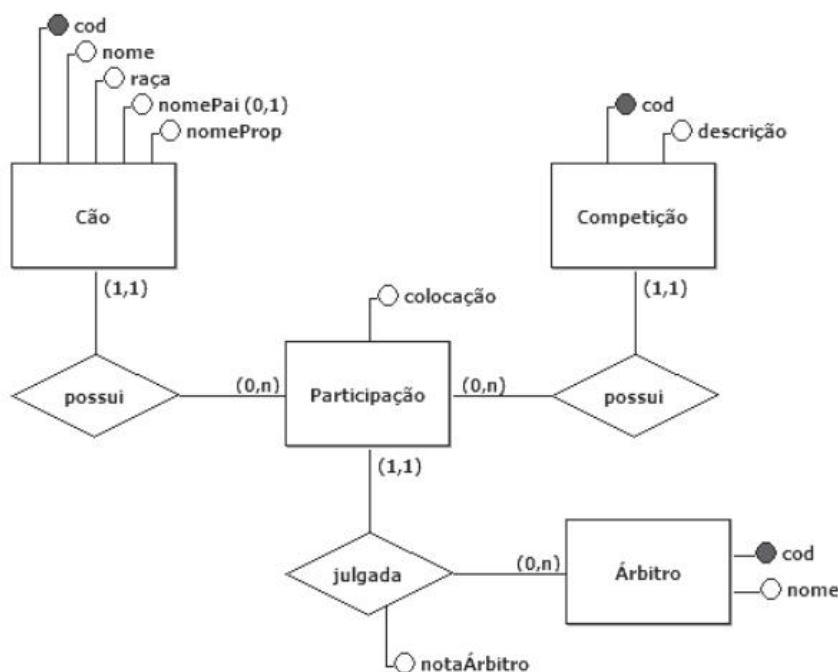 cod
nome
raça
nomePai (0,1)
nomeProp
Cão
(1,1)
possui
(0,n)
cod
descrição
Competição
(1,1)
possui
(0,n)
colocação
Participação
(1,1)
julgada
notaÁrbitro
(0,n)
Árbitro
cod
nome